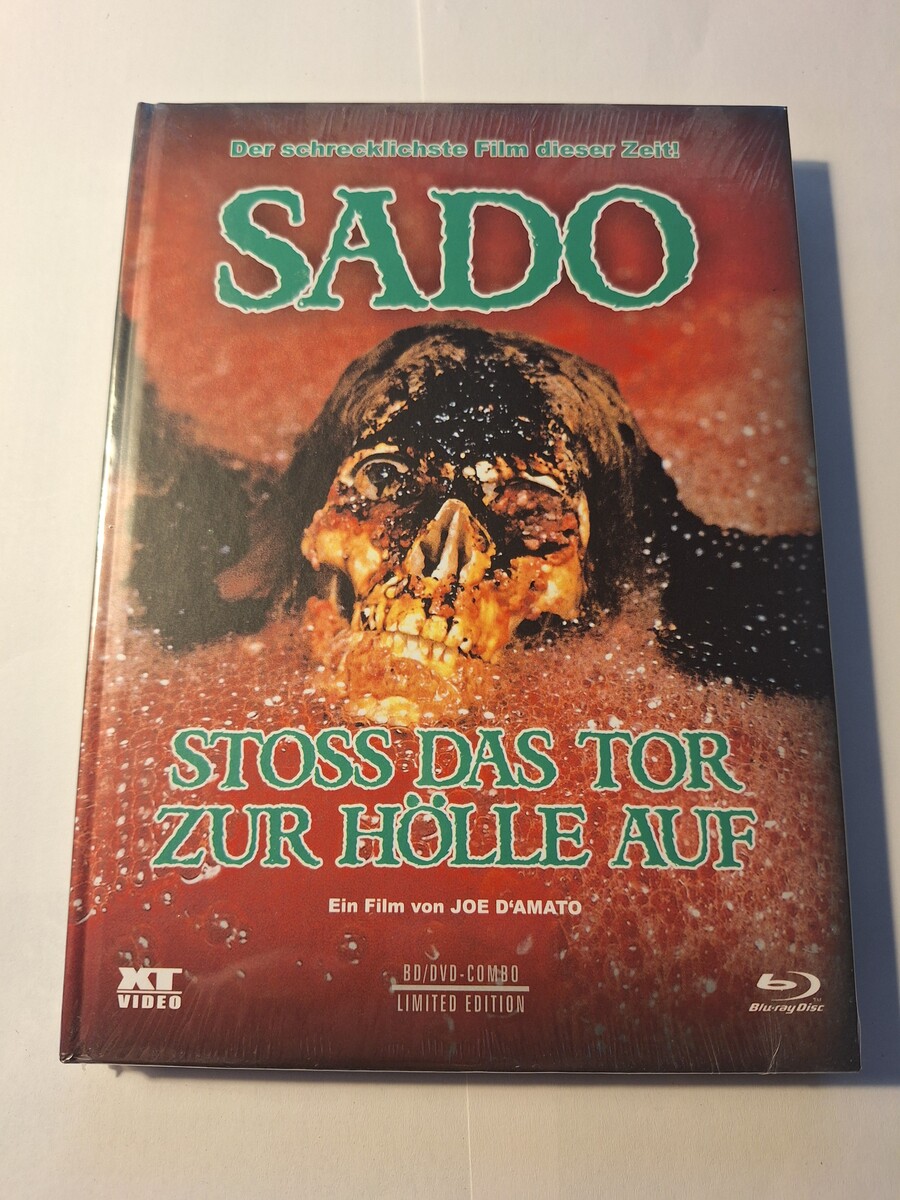 Der schrecklichste Film dieser Zeit!
SADO
STOSS DAS TOR
ZUR HÖLLE AUF
Ein Film von JOE D'AMATO
XT
VIDEO
BD/DVD-COMBO
LIMITED EDITION
Blu-ray Disc
TM